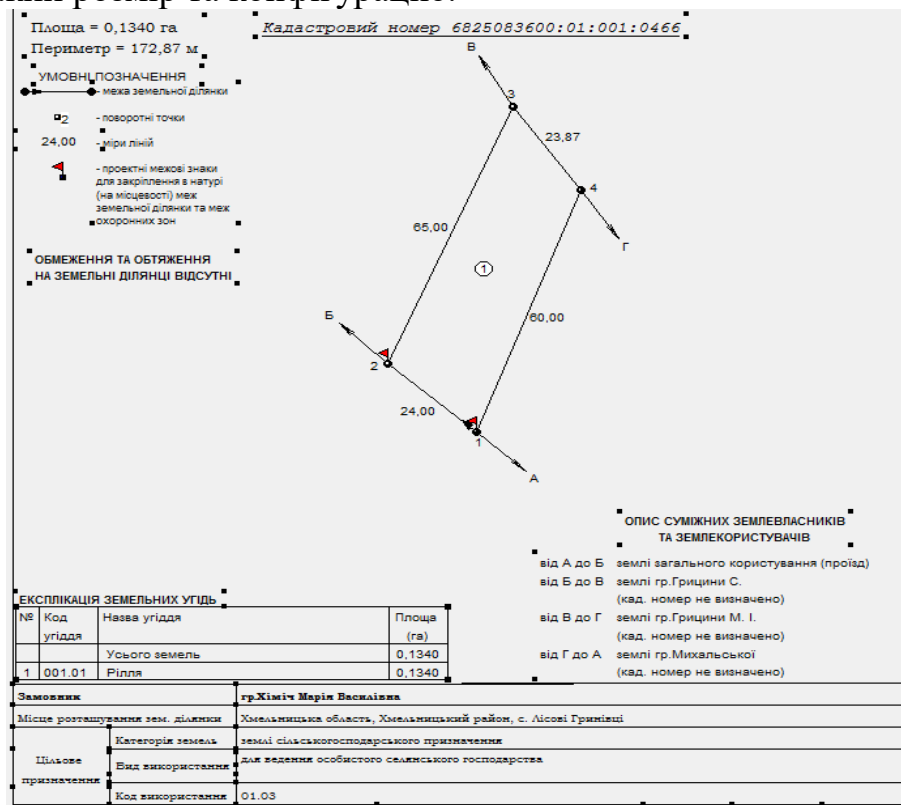 Площа = 0,1340 га
Периметр = 172,87 м
Кадастровий номер 6825083600:01:001:0466
УМОВНІ ПОЗНАЧЕННЯ
- межа земельної ділянки
2 - поворотні точки
24,00 - міри ліній
- проектні межові знаки
для закріплення в натурі
(на місцевості) меж
земельної ділянки та меж
охоронних зон
ОБМЕЖЕННЯ ТА ОБТЯЖЕННЯ
НА ЗЕМЕЛЬНІ ДІЛЯНЦІ ВІДСУТНІ
В
3
23,87
4
Г
65,00
1
60,00
Б
2
24,00
1
А
ОПИС СУМІЖНИХ ЗЕМЛЕВЛАСНИКІВ
ТА ЗЕМЛЕКОРИСТУВАЧІВ
від А до Б землі загального користування (проїзд)
від Б до В землі гр.Грицини С.
(кад. номер не визначено)
від В до Г землі гр.Грицини М. І.
(кад. номер не визначено)
від Г до А землі гр.Михальської
(кад. номер не визначено)
ЕКСПЛІКАЦІЯ ЗЕМЕЛЬНИХ УГІДЬ
№ Код угіддя Назва угіддя Площа (га)
Усього земель 0,1340
1 001.01 Рілля 0,1340
Замовник гр.Хіміч Марія Василівна
Місце розташування зем. ділянки Хмельницька область, Хмельницький район, с. Лісові Гринівці
Цільове призначення
Категорія земель землі сільськогосподарського призначення
Вид використання для ведення особистого селянського господарства
Код використання 01.03